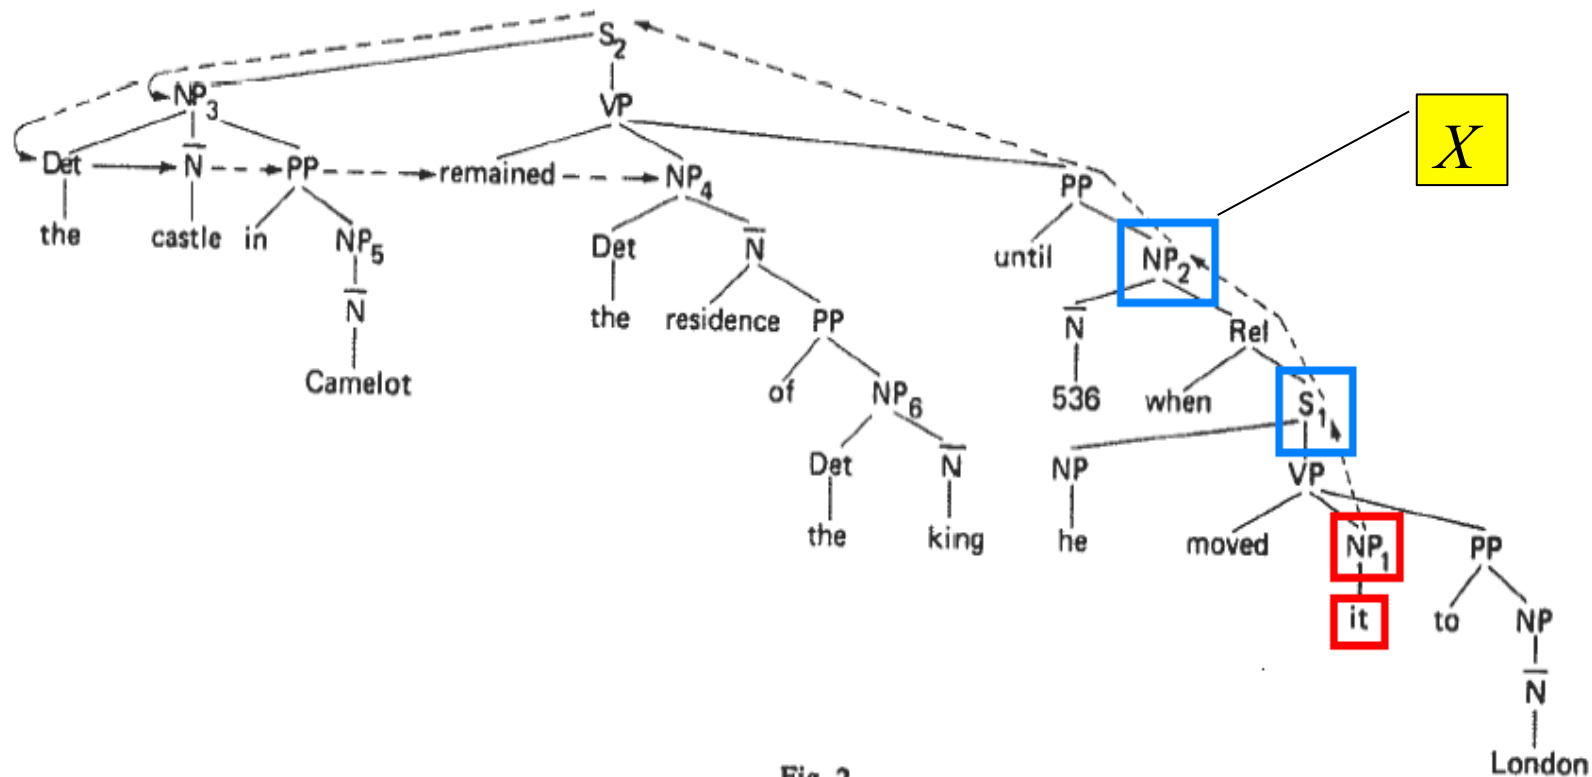 S2
NP3 VP X
Det N̅ PP remained NP4 PP
the castle in NP5 Det N̅ until NP2
N̅ the residence PP N̅ Rel
Camelot of NP6 536 when S1
Det N̅ NP VP
the king he moved NP1 PP
it to NP
N̅
London